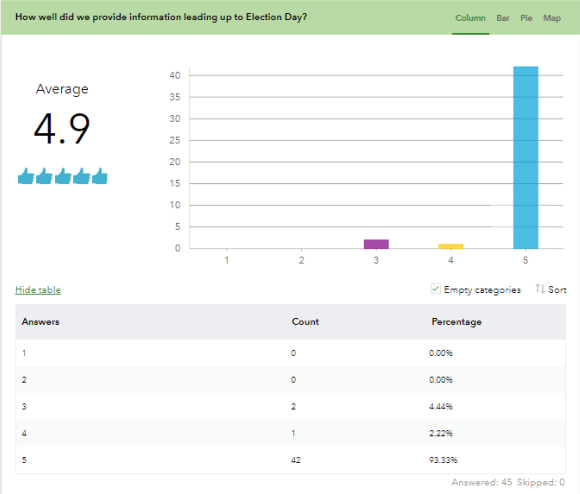 How well did we provide information leading up to Election Day?
Column Bar Pie Map
Average
4.9
40
35
30
25
20
15
10
5
0
1 2 3 4 5
Hide table
Empty categories Sort
Answers Count Percentage
1 0 0.00%
2 0 0.00%
3 2 4.44%
4 1 2.22%
5 42 93.33%
Answered: 45 Skipped: 0